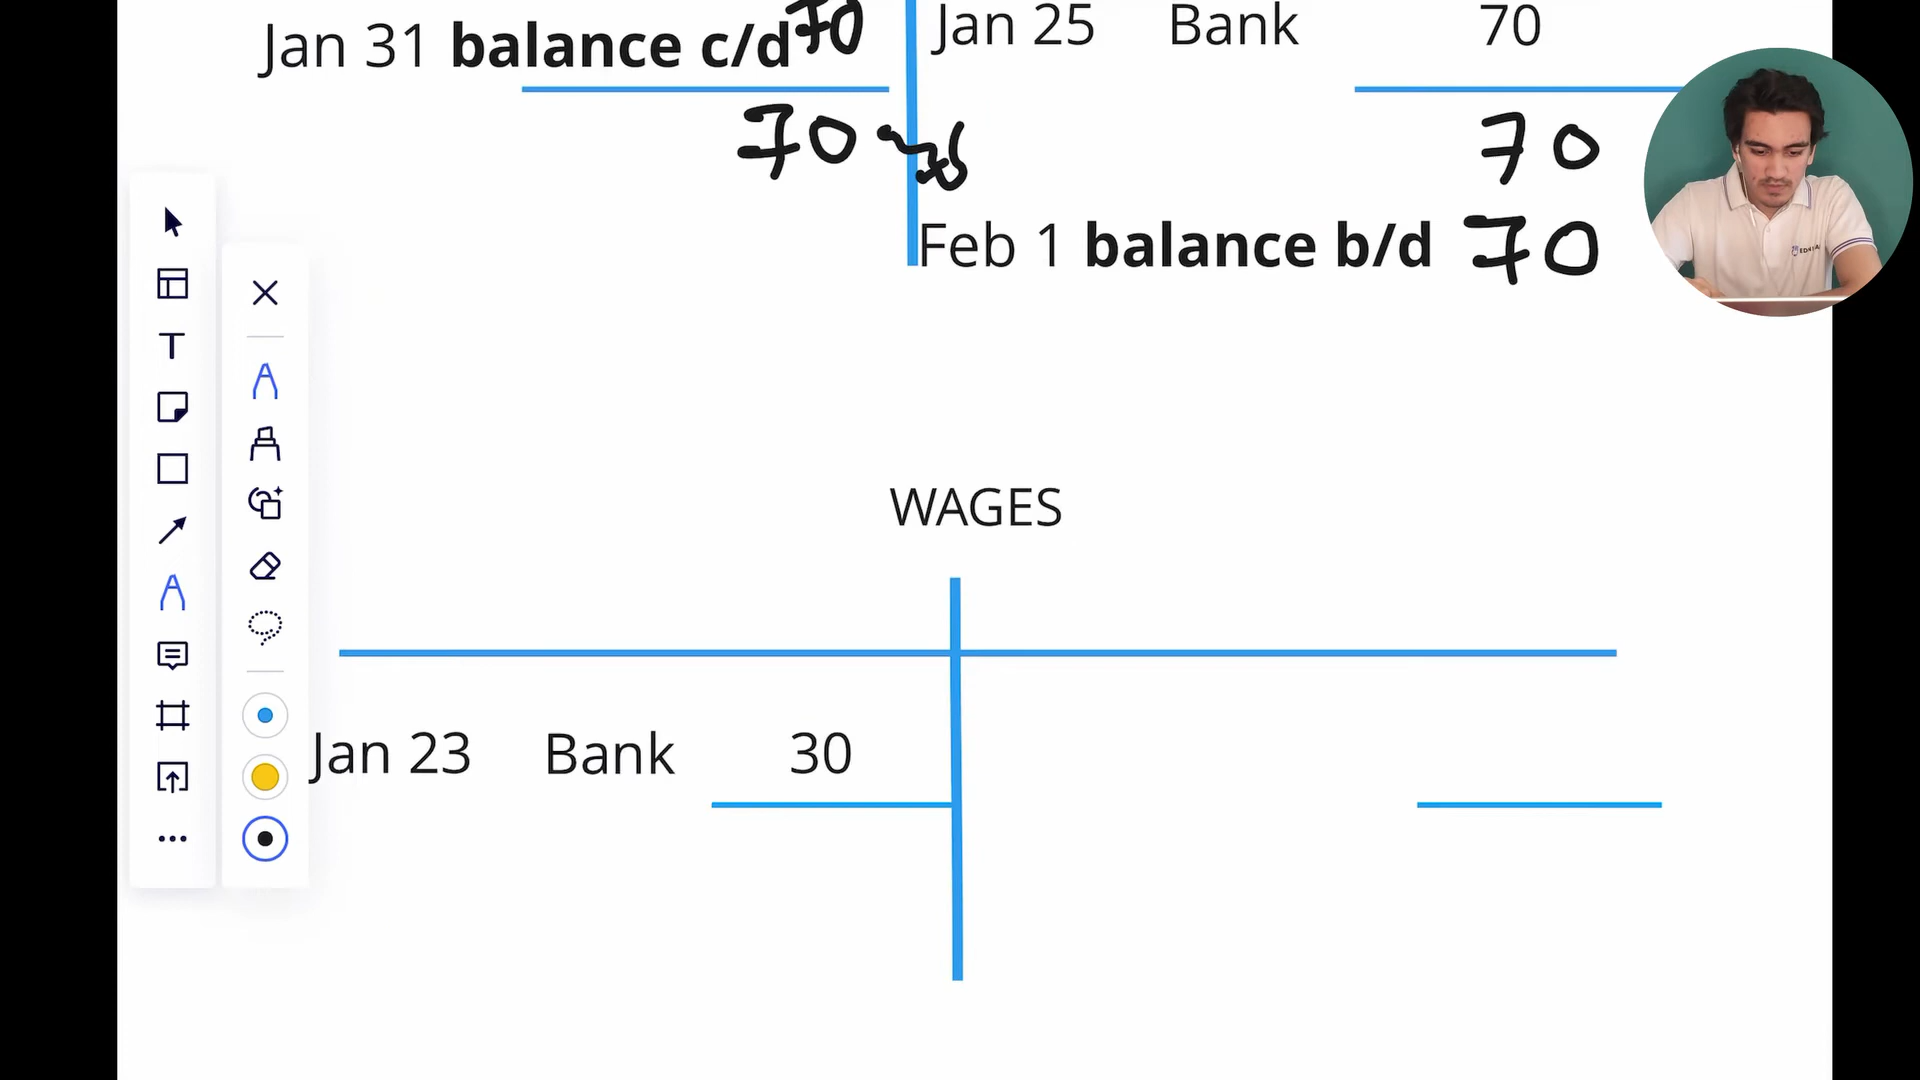 Jan 31 balance c/d 70
Jan 25 Bank 70
70
70
Feb 1 balance b/d 70
WAGES
Jan 23 Bank 30